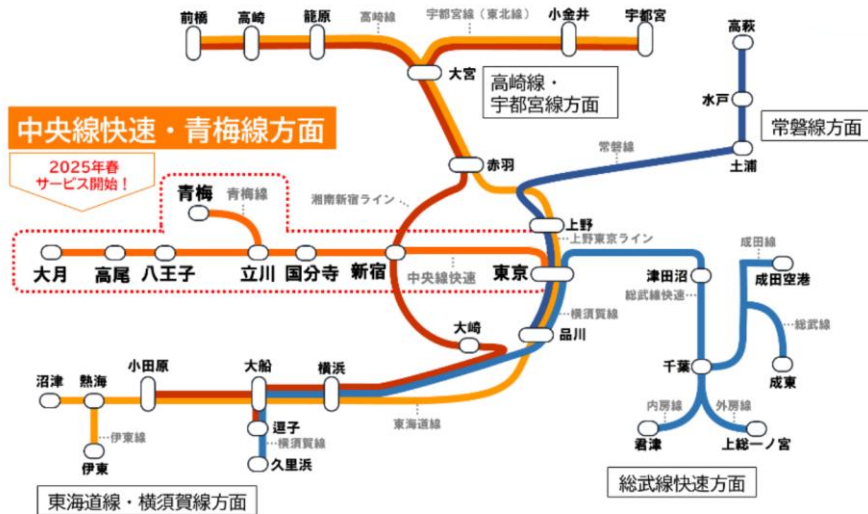 前橋
高崎
籠原
高崎線
宇都宮線（東北線）
小金井
宇都宮
高萩
大宮
高崎線・
宇都宮線方面
水戸
常磐線方面
中央線快速・青梅線方面
2025年春
サービス開始！
赤羽
常磐線
土浦
青梅
青梅線
湘南新宿ライン
上野
上野東京ライン
成田線
大月
高尾
八王子
立川
国分寺
新宿
中央線快速
東京
津田沼
成田空港
総武線快速
横須賀線
大崎
品川
総武線
千葉
成東
沼津
熱海
小田原
大船
横浜
東海道線
内房線
外房線
伊東線
逗子
横須賀線
君津
上総一ノ宮
伊東
久里浜
東海道線・横須賀線方面
総武線快速方面